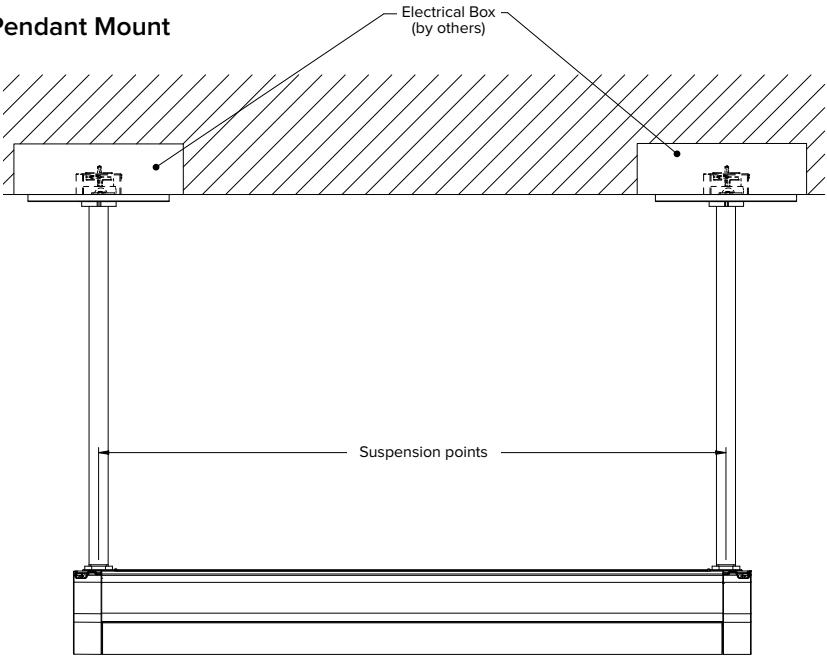 Pendant Mount
Electrical Box
(by others)
Suspension points